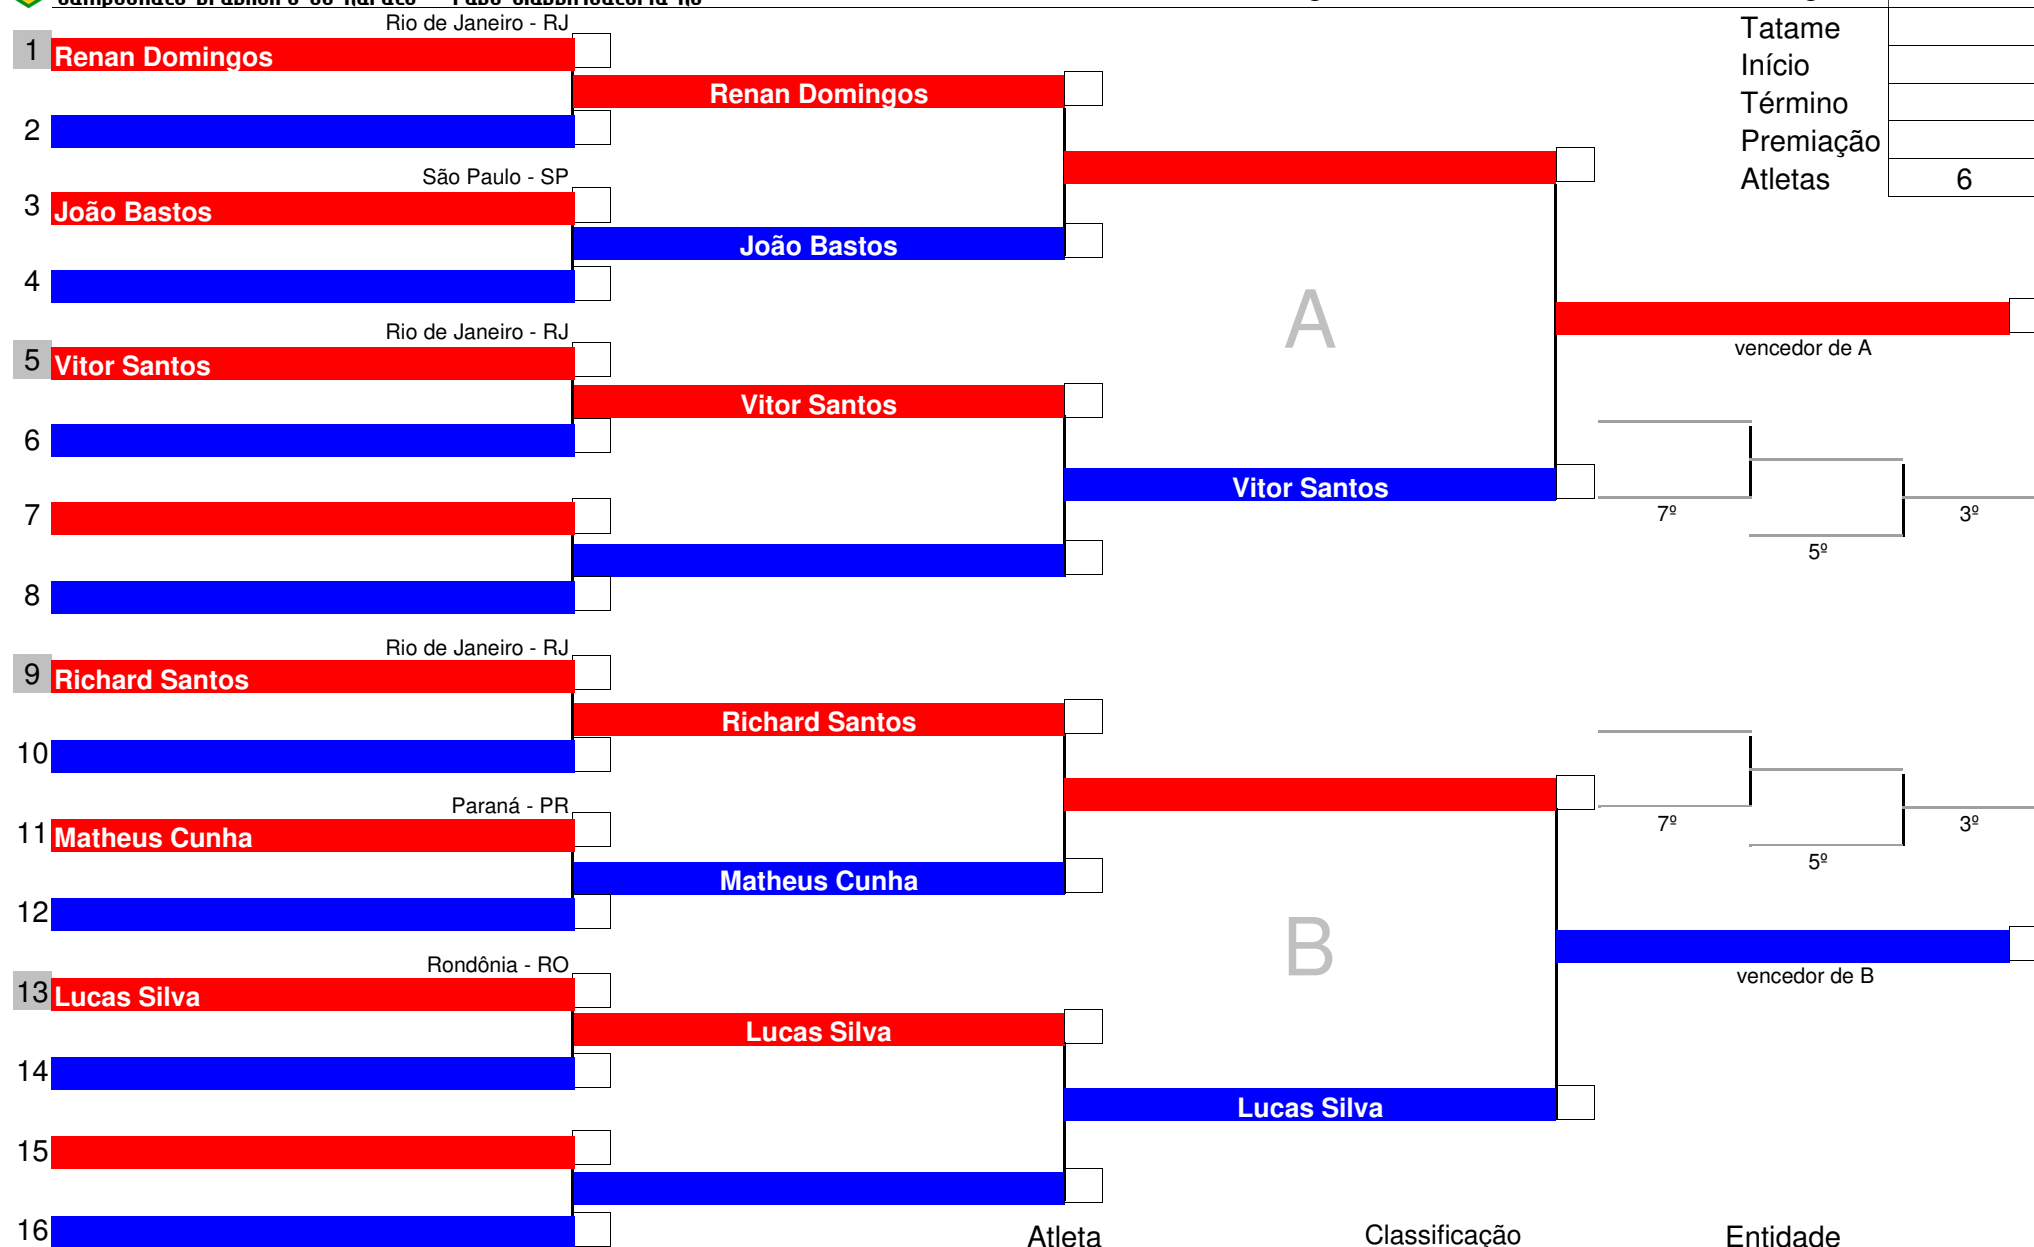 Rio de Janeiro - RJ
1 Renan Domingos
Renan Domingos
2
São Paulo - SP
3 João Bastos
João Bastos
4
Rio de Janeiro - RJ
5 Vitor Santos
Vitor Santos
6
Vitor Santos
7
8
A
vencedor de A
7º
5º
3º
Rio de Janeiro - RJ
9 Richard Santos
Richard Santos
10
Paraná - PR
11 Matheus Cunha
Matheus Cunha
12
Rondônia - RO
13 Lucas Silva
Lucas Silva
14
Lucas Silva
15
16
B
7º
5º
3º
vencedor de B
Tatame
Início
Término
Premiação
Atletas 6
Atleta Classificação Entidade